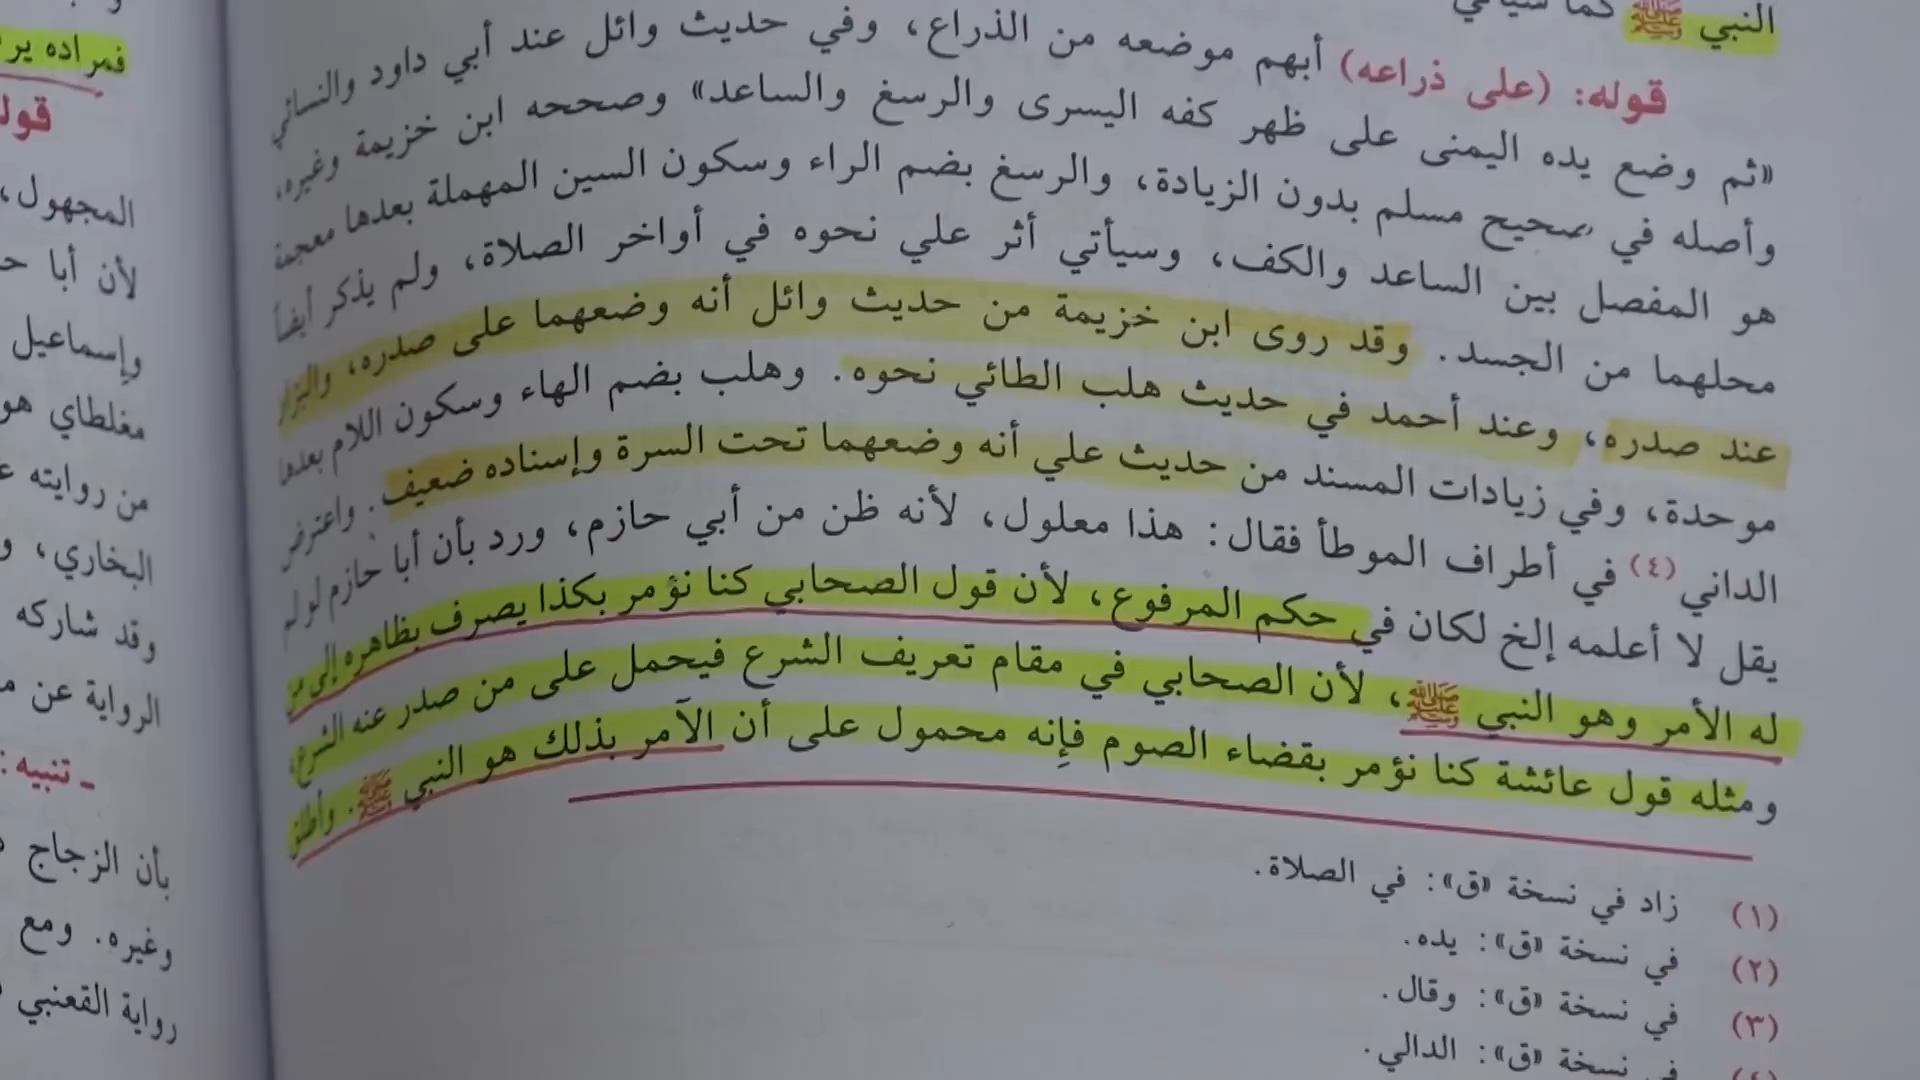 النبي ﷺ كما سيأتي
قوله: (على ذراعه) أبهم موضعه من الذراع، وفي حديث وائل عند أبي داود والنسائي
«ثم وضع يده اليمنى على ظهر كفه اليسرى والرسغ والساعد» وصححه ابن خزيمة وغيره،
وأصله في صحيح مسلم بدون الزيادة، والرسغ بضم الراء وسكون السين المهملة بعدها معجمة
هو المفصل بين الساعد والكف، وسيأتي أثر علي نحوه في أواخر الصلاة، ولم يذكر أيضا
محلهما من الجسد. وقد روى ابن خزيمة من حديث وائل أنه وضعهما على صدره، والبزار
عند صدره، وعند أحمد في حديث هلب الطائي نحوه. وهلب بضم الهاء وسكون اللام بعدها
موحدة، وفي زيادات المسند من حديث علي أنه وضعهما تحت السرة وإسناده ضعيف. واعترض
الداني (٤) في أطراف الموطأ فقال: هذا معلول، لأنه ظن من أبي حازم، ورد بأن أبا حازم لو لم
يقل لا أعلمه إلخ لكان في حكم المرفوع، لأن قول الصحابي كنا نؤمر بكذا يصرف بظاهره إلى من
له الأمر وهو النبي ﷺ، لأن الصحابي في مقام تعريف الشرع فيحمل على من صدر عنه الشرع،
ومثله قول عائشة كنا نؤمر بقضاء الصوم فإنه محمول على أن الآمر بذلك هو النبي ﷺ. وأطلق
(١) زاد في نسخة «ق»: في الصلاة.
(٢) في نسخة «ق»: يده.
(٣) في نسخة «ق»: وقال.
(٤) في نسخة «ق»: الدالي.
فمراده
المجهول،
لأن أبا
وإسماعيل
مغلطاي هو
من روايته
البخاري، و
وقد شاركه
الرواية عن
- تنبيه:
بأن الزجاج
وغيره. ومع
رواية القعنبي